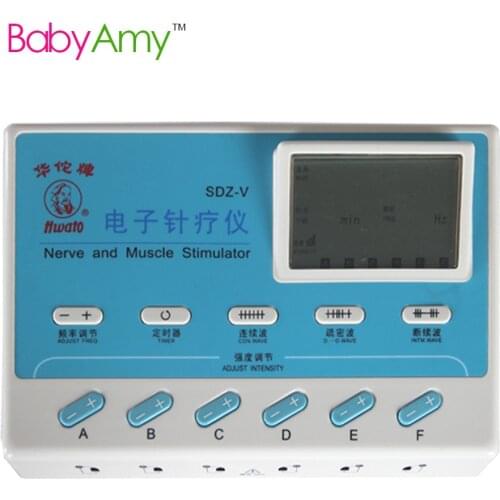 BabyAmy™
华佗牌
Hwato®
SDZ-V
电子针疗仪
Nerve and Muscle Stimulator
min
Hz
频率调节
ADJUST FREQ
定时器
TIMER
连续波
CON.WAVE
疏密波
D.-D.WAVE
断续波
INTM.WAVE
强度调节
ADJUST INTENSITY
A
B
C
D
E
F